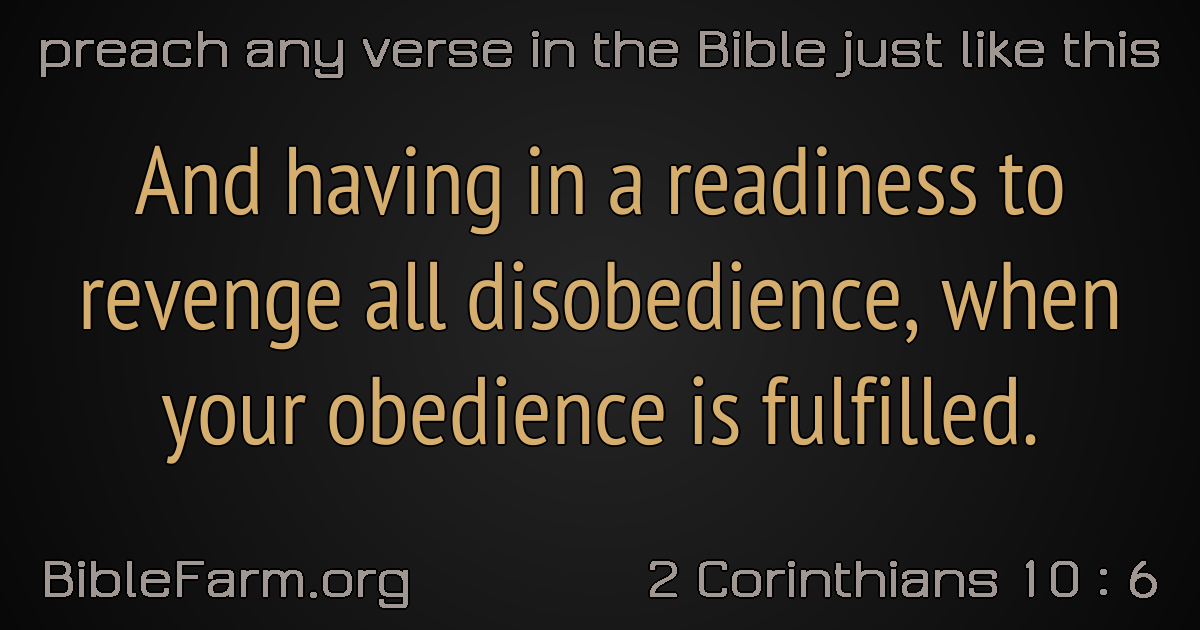 preach any verse in the Bible just like this
And having in a readiness to
revenge all disobedience, when
your obedience is fulfilled.
BibleFarm.org
2 Corinthians 10 : 6